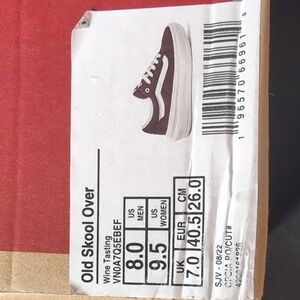 Old Skool Over
Wine Tasting
VN0A7Q5EBEF
US MEN 8.0
US WOMEN 9.5
UK EUR CM
7.0 40.5 26.0
SJV - 08/22
1 96570 66961 4